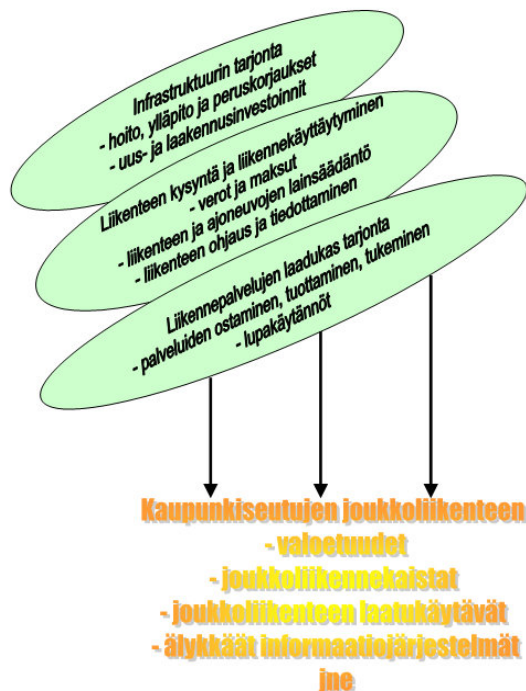 Infrastruktuurin tarjonta
- hoito, ylläpito ja peruskorjaukset
- uus- ja laakennusinvestoinnit
Liikenteen kysyntä ja liikennekäyttäytyminen
- verot ja maksut
- liikenteen ja ajoneuvojen lainsäädäntö
- liikenteen ohjaus ja tiedottaminen
Liikennepalvelujen laadukas tarjonta
- palveluiden ostaminen, tuottaminen, tukeminen
- lupakäytännöt
Kaupunkiseutujen joukkoliikenteen
- valoetuudet
- joukkoliikennekaistat
- joukkoliikenteen laatukäytävät
- älykkäät informaatiojärjestelmät
jne